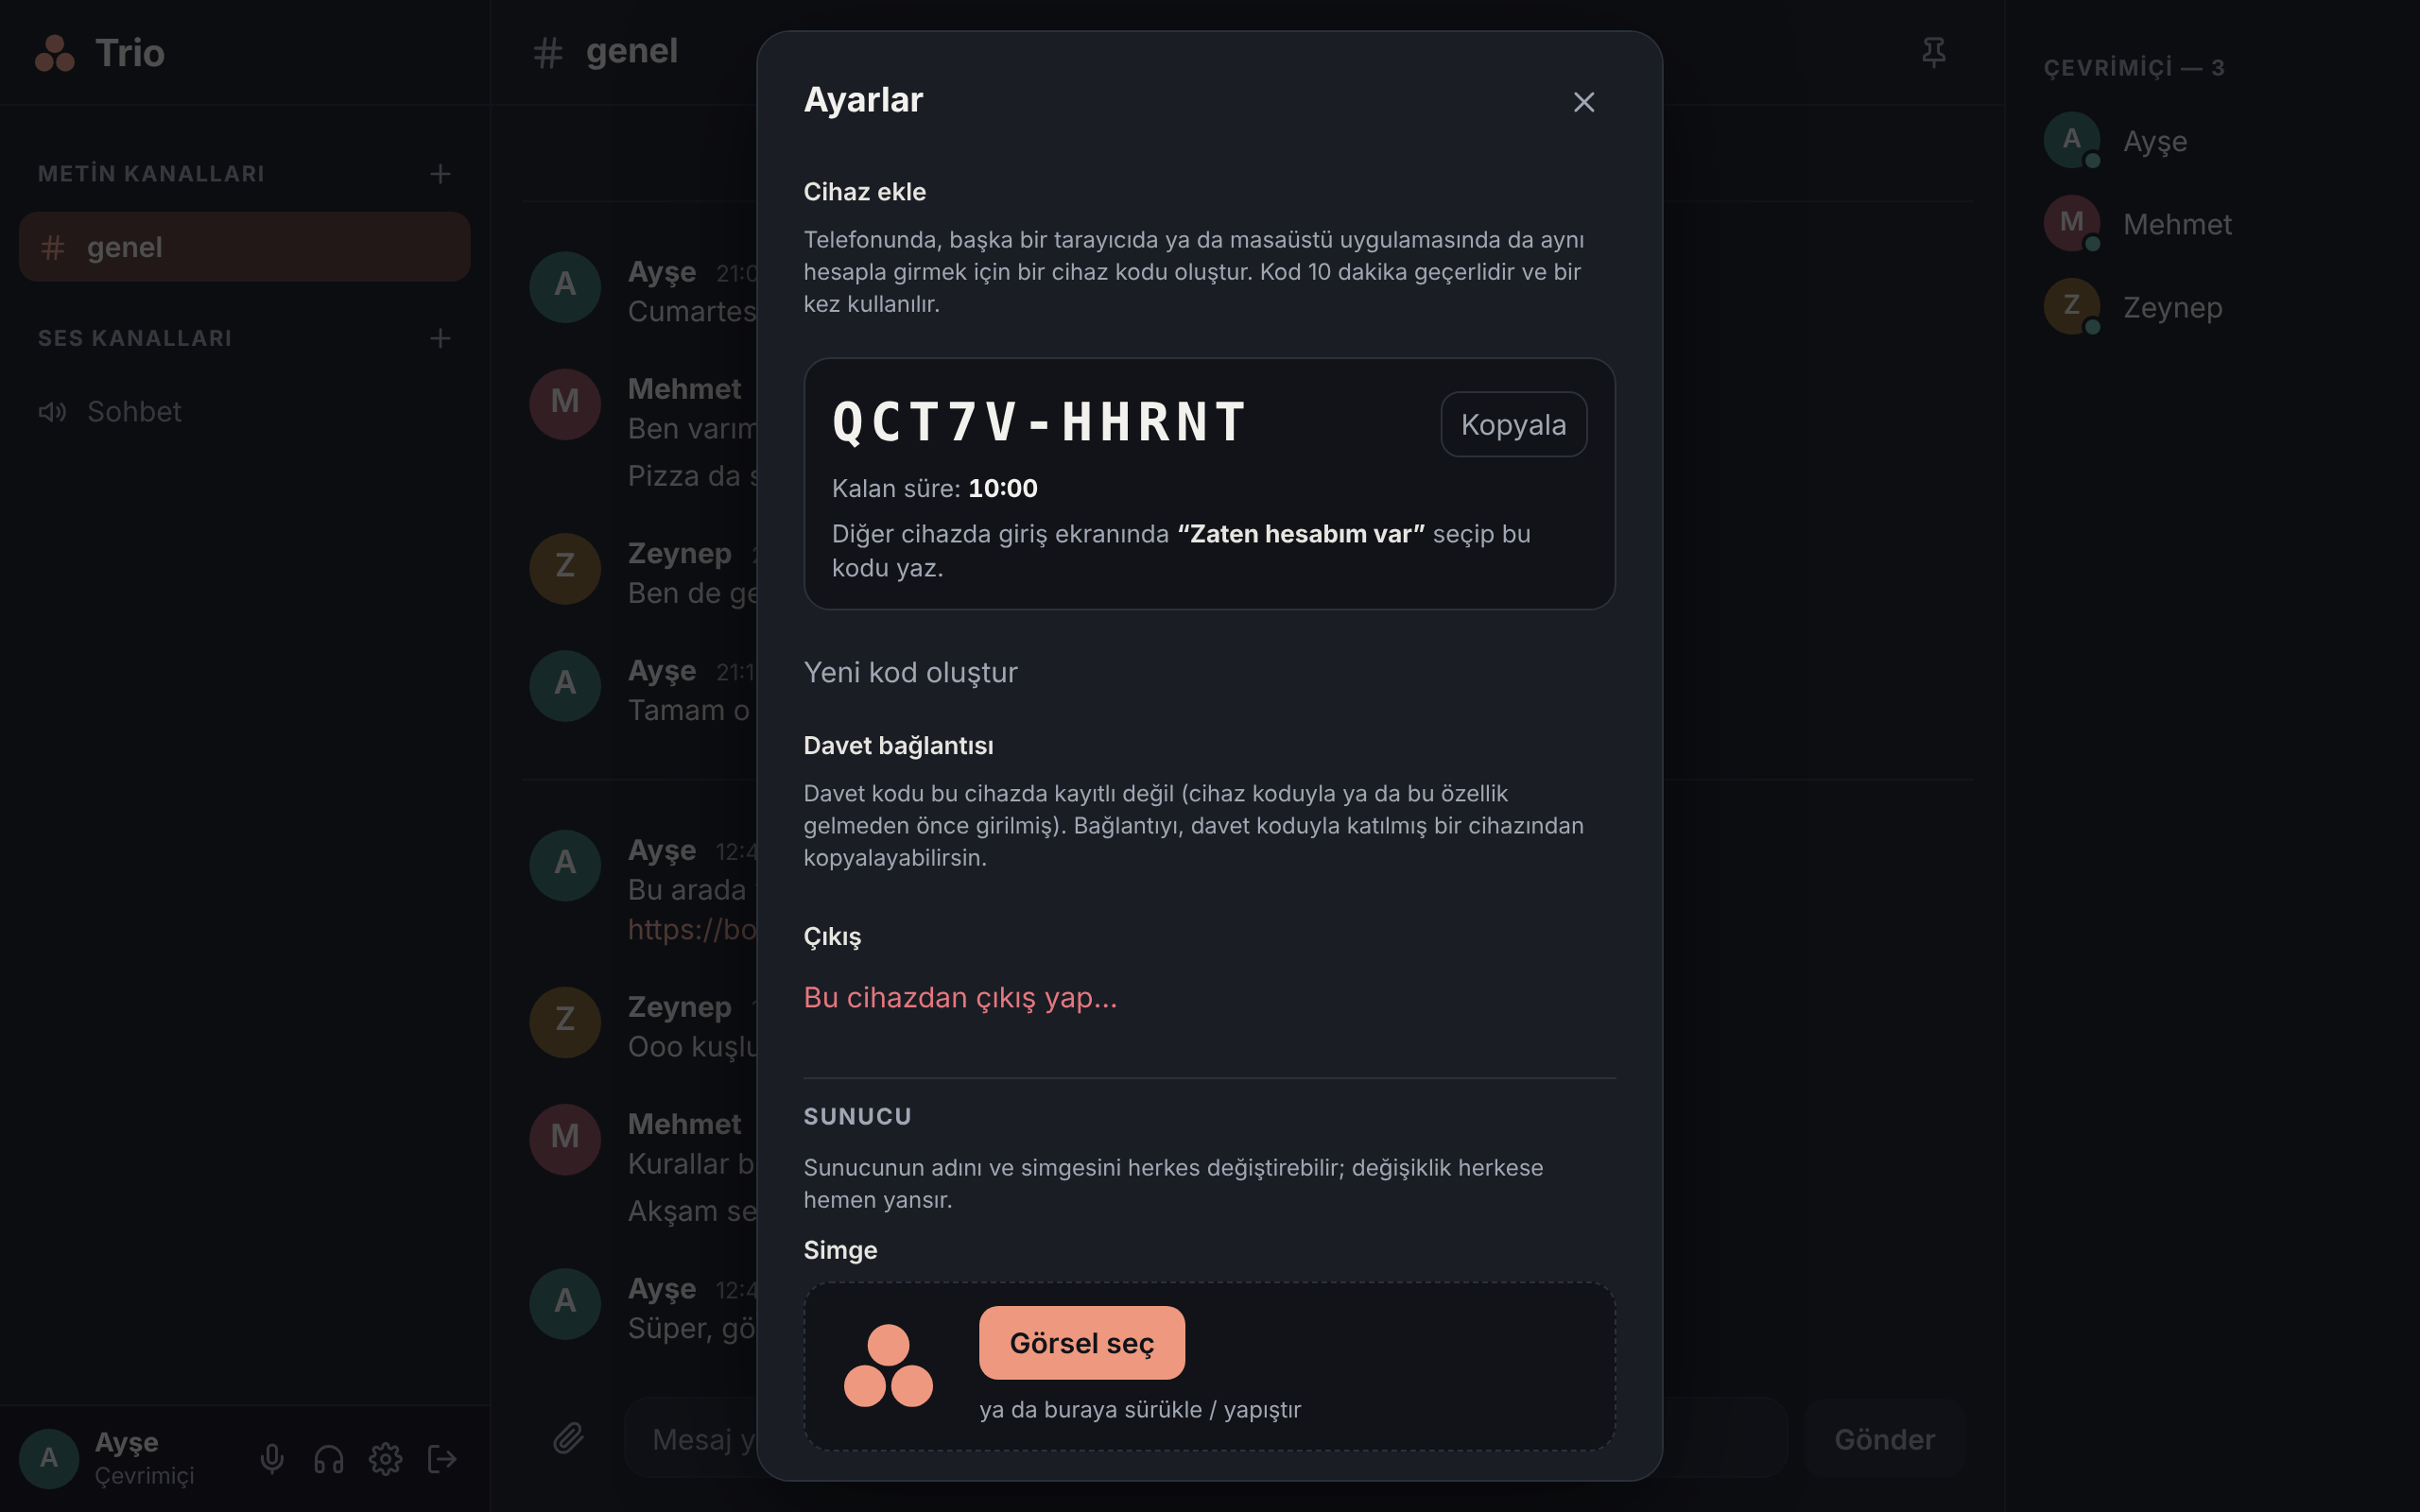 Trio
METİN KANALLARI
genel
SES KANALLARI
Sohbet
A
Ayşe
Çevrimiçi
genel
A
Ayşe
M
Mehmet
Ben varım
Pizza da
Z
Zeynep
Ben de
A
Ayşe
Tamam o
A
Ayşe
Bu arada
https://bo
Z
Zeynep
Ooo
M
Mehmet
Kurallar
Akşam
A
Ayşe
Süper,
Mesaj
Gönder
Ayarlar
Cihaz ekle
Telefonunda, başka bir tarayıcıda ya da masaüstü uygulamasında da aynı
hesapla girmek için bir cihaz kodu oluştur. Kod 10 dakika geçerlidir ve bir
kez kullanılır.
QCT7V-HHRNT
Kopyala
Kalan süre: 10:00
Diğer cihazda giriş ekranında “Zaten hesabım var” seçip bu
kodu yaz.
Yeni kod oluştur
Davet bağlantısı
Davet kodu bu cihazda kayıtlı değil (cihaz koduyla ya da bu özellik
gelmeden önce girilmiş). Bağlantıyı, davet koduyla katılmış bir cihazından
kopyalayabilirsin.
Çıkış
Bu cihazdan çıkış yap...
SUNUCU
Sunucunun adını ve simgesini herkes değiştirebilir; değişiklik herkese
hemen yansır.
Simge
Görsel seç
ya da buraya sürükle / yapıştır
ÇEVRİMİÇİ — 3
A
Ayşe
M
Mehmet
Z
Zeynep